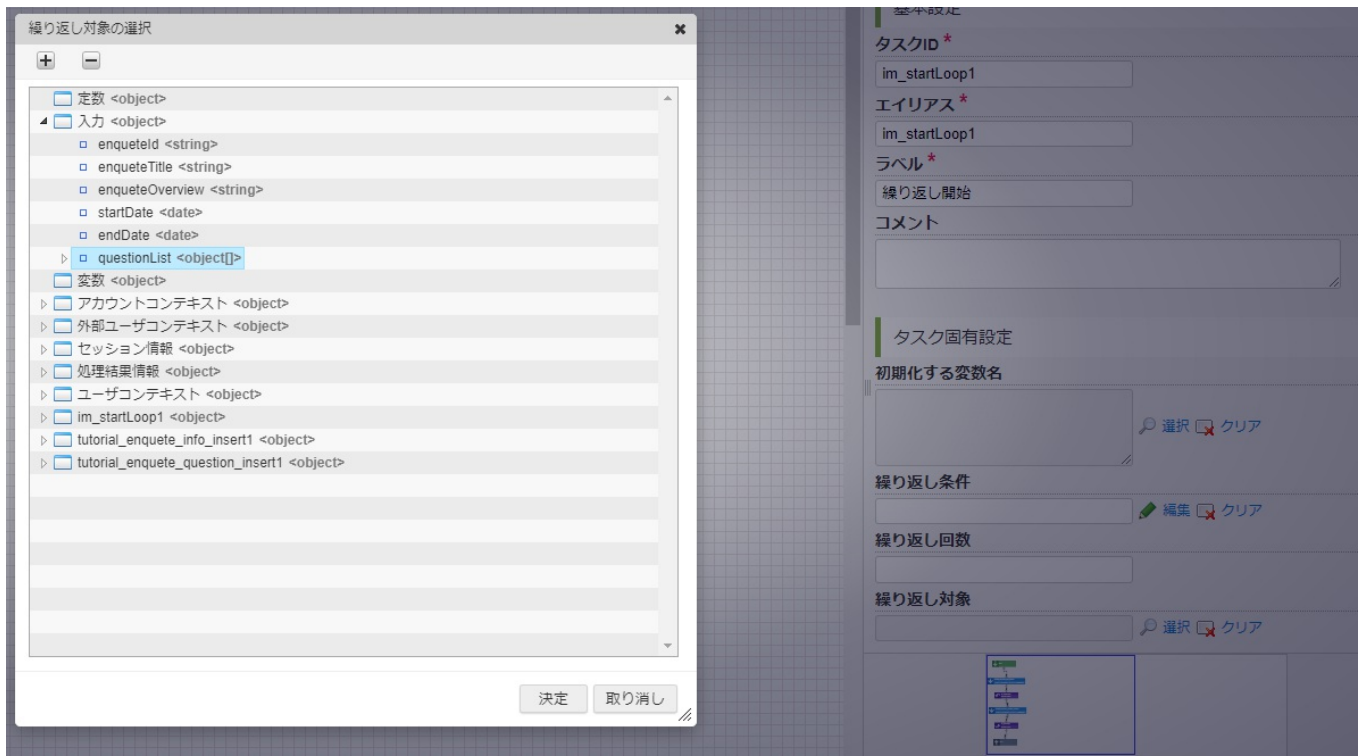 繰り返し対象の選択
定数 <object>
入力 <object>
enqueteId <string>
enqueteTitle <string>
enqueteOverview <string>
startDate <date>
endDate <date>
questionList <object[]>
変数 <object>
アカウントコンテキスト <object>
外部ユーザコンテキスト <object>
セッション情報 <object>
処理結果情報 <object>
ユーザコンテキスト <object>
im_startLoop1 <object>
tutorial_enquete_info_insert1 <object>
tutorial_enquete_question_insert1 <object>
決定 取り消し
基本設定
タスクID *
im_startLoop1
エイリアス *
im_startLoop1
ラベル *
繰り返し開始
コメント
タスク固有設定
初期化する変数名
選択 クリア
繰り返し条件
編集 クリア
繰り返し回数
繰り返し対象
選択 クリア